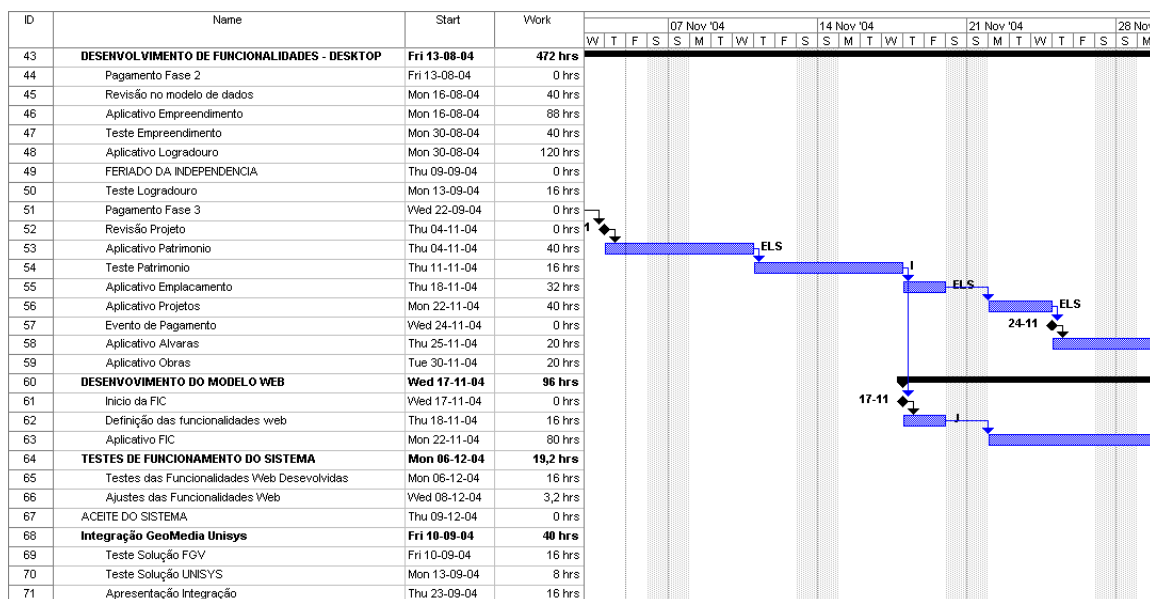 ID Name Start Work
07 Nov '04 14 Nov '04 21 Nov '04 28 Nov
W T F S S M T W T F S S M T W T F S S M T W T F S S M
43 DESENVOLVIMENTO DE FUNCIONALIDADES - DESKTOP Fri 13-08-04 472 hrs
44 Pagamento Fase 2 Fri 13-08-04 0 hrs
45 Revisão no modelo de dados Mon 16-08-04 40 hrs
46 Aplicativo Empreendimento Mon 16-08-04 88 hrs
47 Teste Empreendimento Mon 30-08-04 40 hrs
48 Aplicativo Logradouro Mon 30-08-04 120 hrs
49 FERIADO DA INDEPENDENCIA Thu 09-09-04 0 hrs
50 Teste Logradouro Mon 13-09-04 16 hrs
51 Pagamento Fase 3 Wed 22-09-04 0 hrs
52 Revisão Projeto Thu 04-11-04 0 hrs 1
53 Aplicativo Patrimonio Thu 04-11-04 40 hrs ELS
54 Teste Patrimonio Thu 11-11-04 16 hrs I
55 Aplicativo Emplacamento Thu 18-11-04 32 hrs ELS
56 Aplicativo Projetos Mon 22-11-04 40 hrs ELS
57 Evento de Pagamento Wed 24-11-04 0 hrs 24-11
58 Aplicativo Alvaras Thu 25-11-04 20 hrs
59 Aplicativo Obras Tue 30-11-04 20 hrs
60 DESENVOVIMENTO DO MODELO WEB Wed 17-11-04 96 hrs
61 Inicio da FIC Wed 17-11-04 0 hrs 17-11
62 Definição das funcionalidades web Thu 18-11-04 16 hrs J
63 Aplicativo FIC Mon 22-11-04 80 hrs
64 TESTES DE FUNCIONAMENTO DO SISTEMA Mon 06-12-04 19,2 hrs
65 Testes das Funcionalidades Web Desevolvidas Mon 06-12-04 16 hrs
66 Ajustes das Funcionalidades Web Wed 08-12-04 3,2 hrs
67 ACEITE DO SISTEMA Thu 09-12-04 0 hrs
68 Integração GeoMedia Unisys Fri 10-09-04 40 hrs
69 Teste Solução FGV Fri 10-09-04 16 hrs
70 Teste Solução UNISYS Mon 13-09-04 8 hrs
71 Apresentação Integração Thu 23-09-04 16 hrs